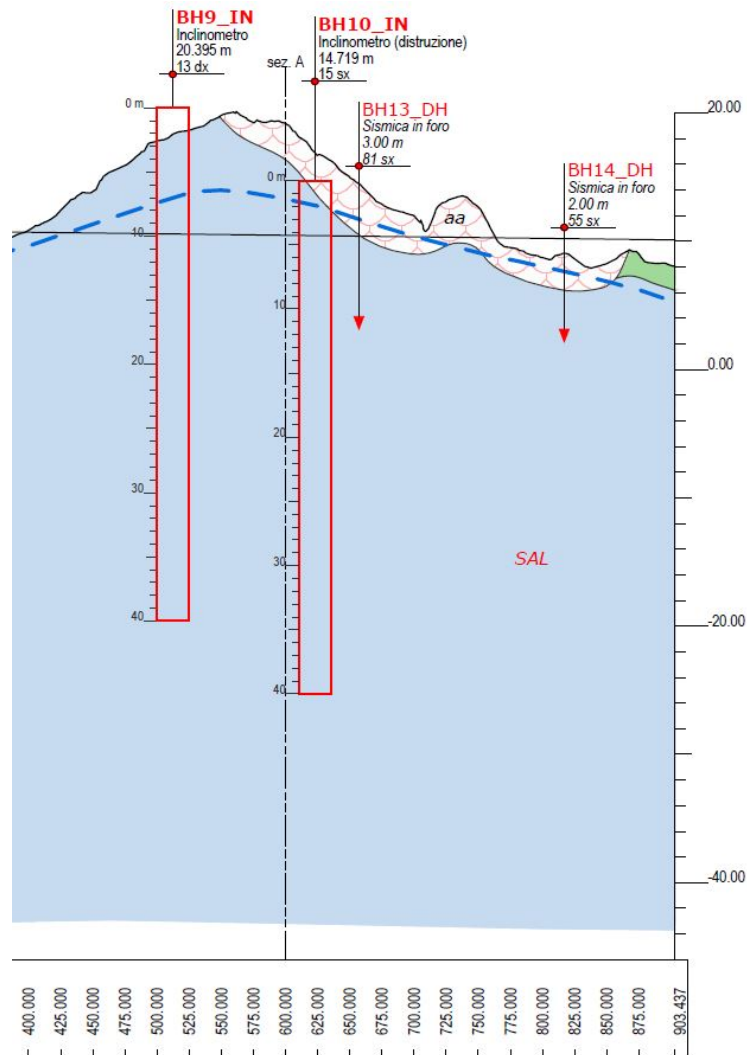 BH9_IN
Inclinometro
20.395 m
13 dx
sez. A
BH10_IN
Inclinometro (distruzione)
14.719 m
15 sx
BH13_DH
Sismica in foro
3.00 m
81 sx
BH14_DH
Sismica in foro
2.00 m
55 sx
0 m
10
20
30
40
0 m
10
20
30
40
aa
SAL
20.00
0.00
-20.00
-40.00
400.000
425.000
450.000
475.000
500.000
525.000
550.000
575.000
600.000
625.000
650.000
675.000
700.000
725.000
750.000
775.000
800.000
825.000
850.000
875.000
903.437